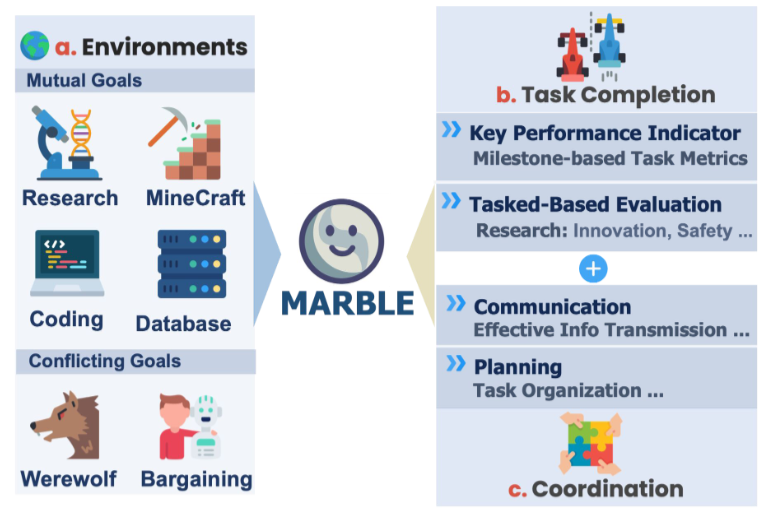 a. Environments
Mutual Goals
Research
MineCraft
</>
Coding
Database
Conflicting Goals
Werewolf
Bargaining
MARBLE
b. Task Completion
Key Performance Indicator
Milestone-based Task Metrics
Tasked-Based Evaluation
Research: Innovation, Safety ...
+
Communication
Effective Info Transmission ...
Planning
Task Organization ...
c. Coordination